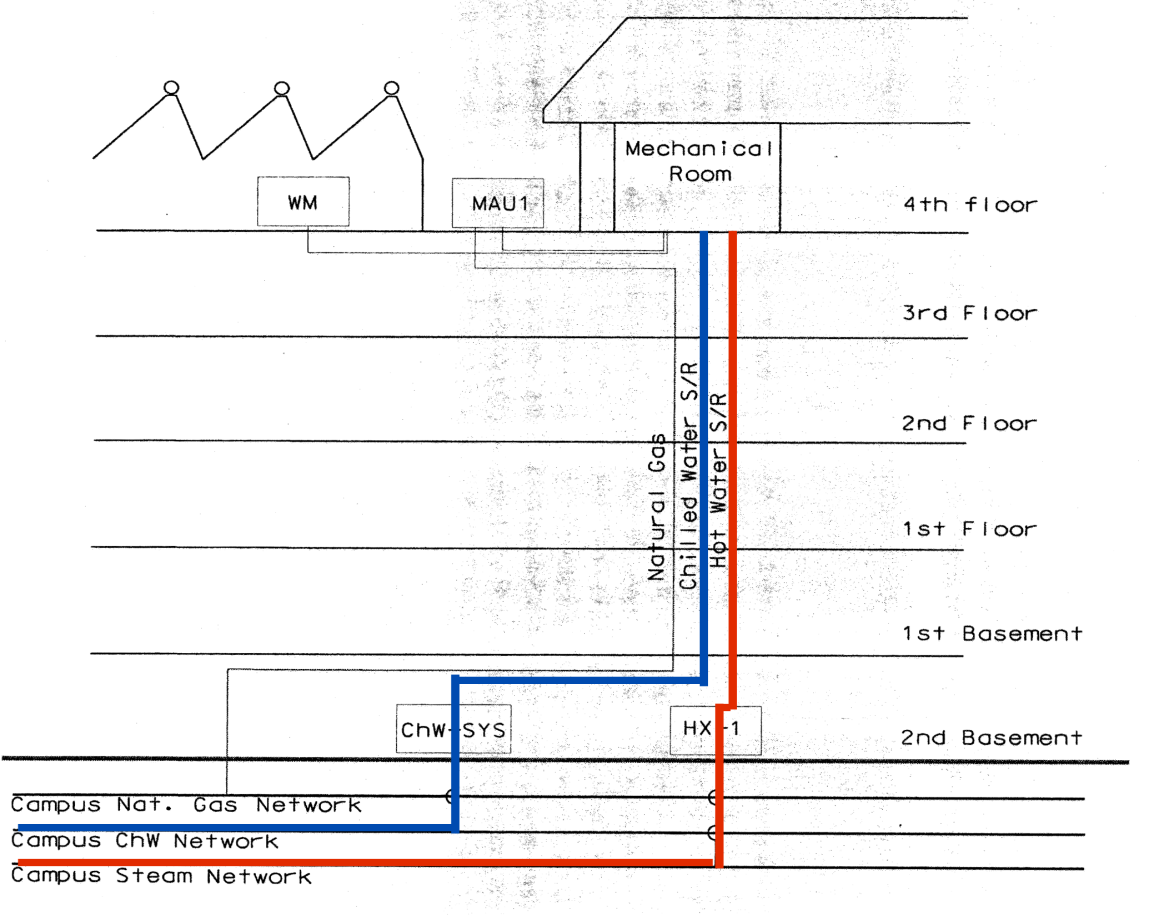 Mechanical
Room
WM
MAU1
4th floor
3rd Floor
2nd Floor
1st Floor
1st Basement
2nd Basement
Natural Gas
Chilled Water S/R
Hot Water S/R
ChW-SYS
HX-1
Campus Nat. Gas Network
Campus ChW Network
Campus Steam Network